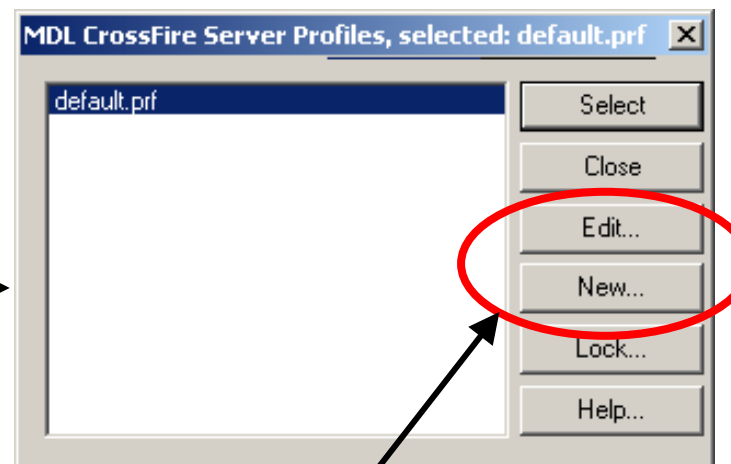 MDL CrossFire Server Profiles, selected: default.prf
default.prf
Select
Close
Edit...
New...
Lock...
Help...